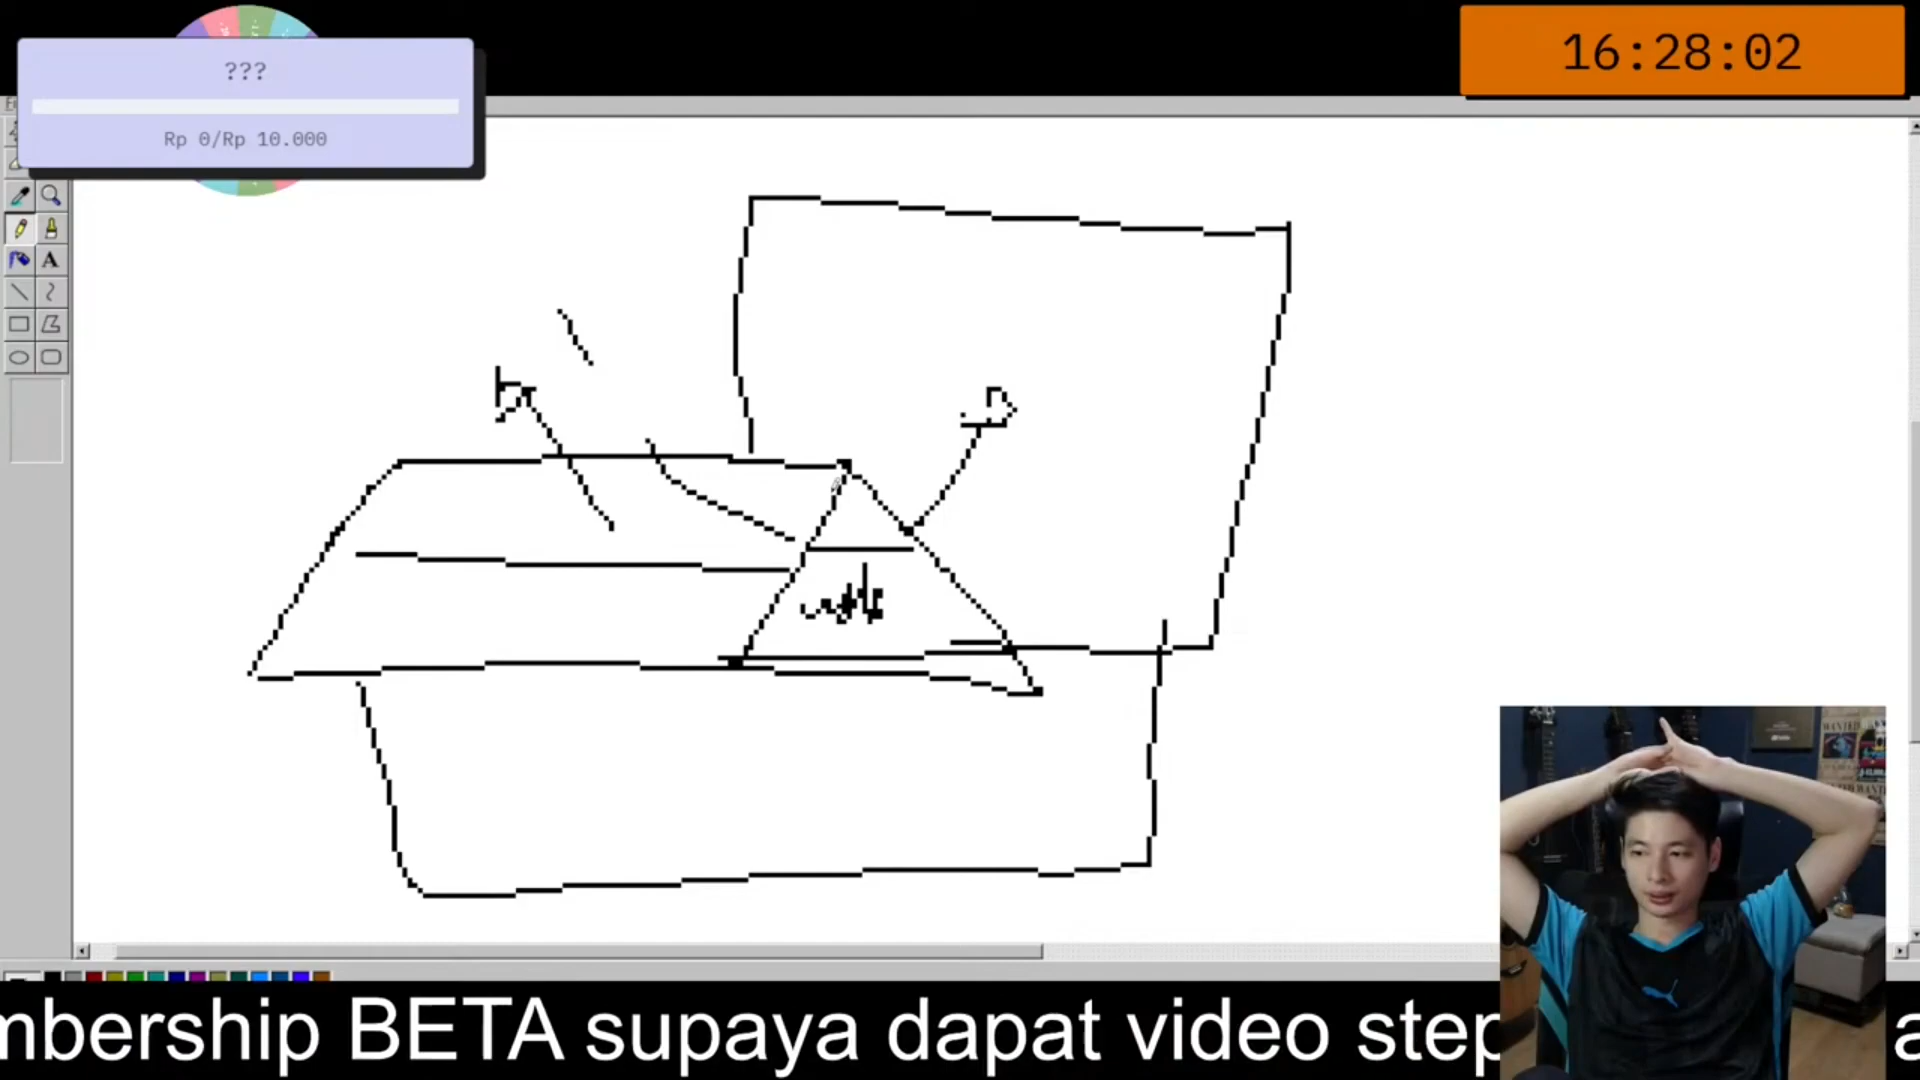 ???
Rp 0/Rp 10.000
16:28:02
A
mbership BETA supaya dapat video step
a